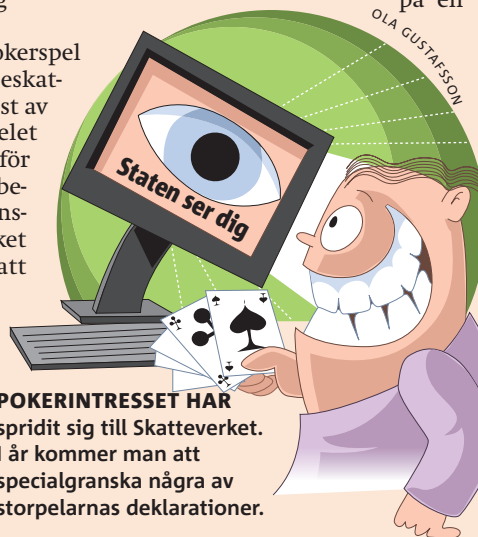 på en
OLA GUSTAFSSON
okerspel
eskat-
st av
elet
för
be-
ns-
ket
att
Staten ser dig
POKERINTRESSET HAR
spridit sig till Skatteverket.
I år kommer man att
specialgranska några av
storpelarnas deklarationer.